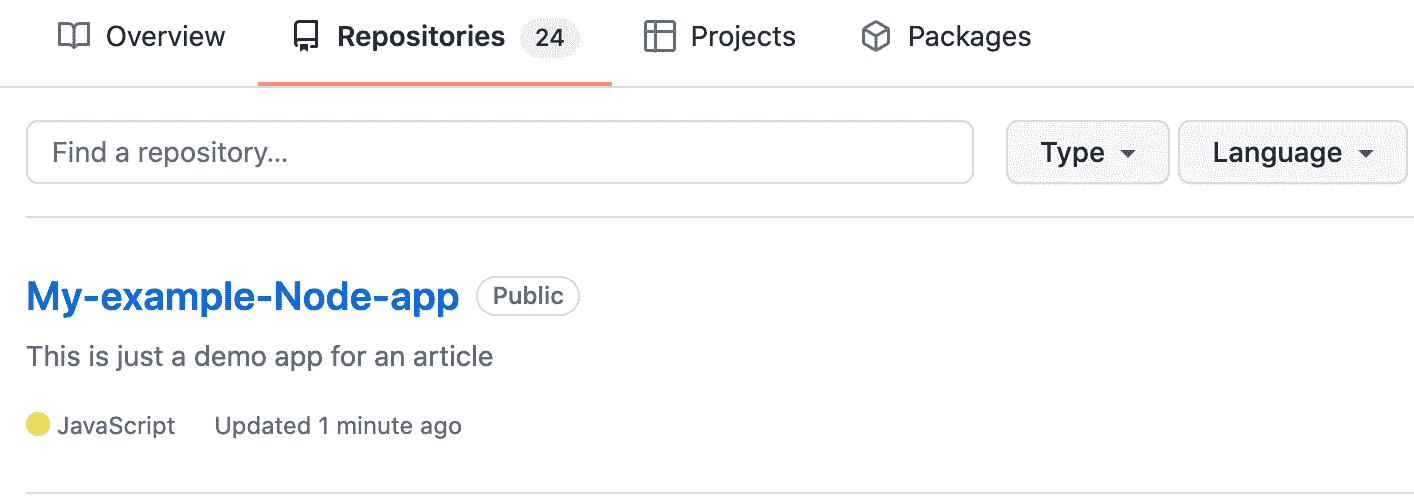 Overview Repositories 24 Projects Packages
Find a repository... Type Language
My-example-Node-app Public
This is just a demo app for an article
JavaScript Updated 1 minute ago